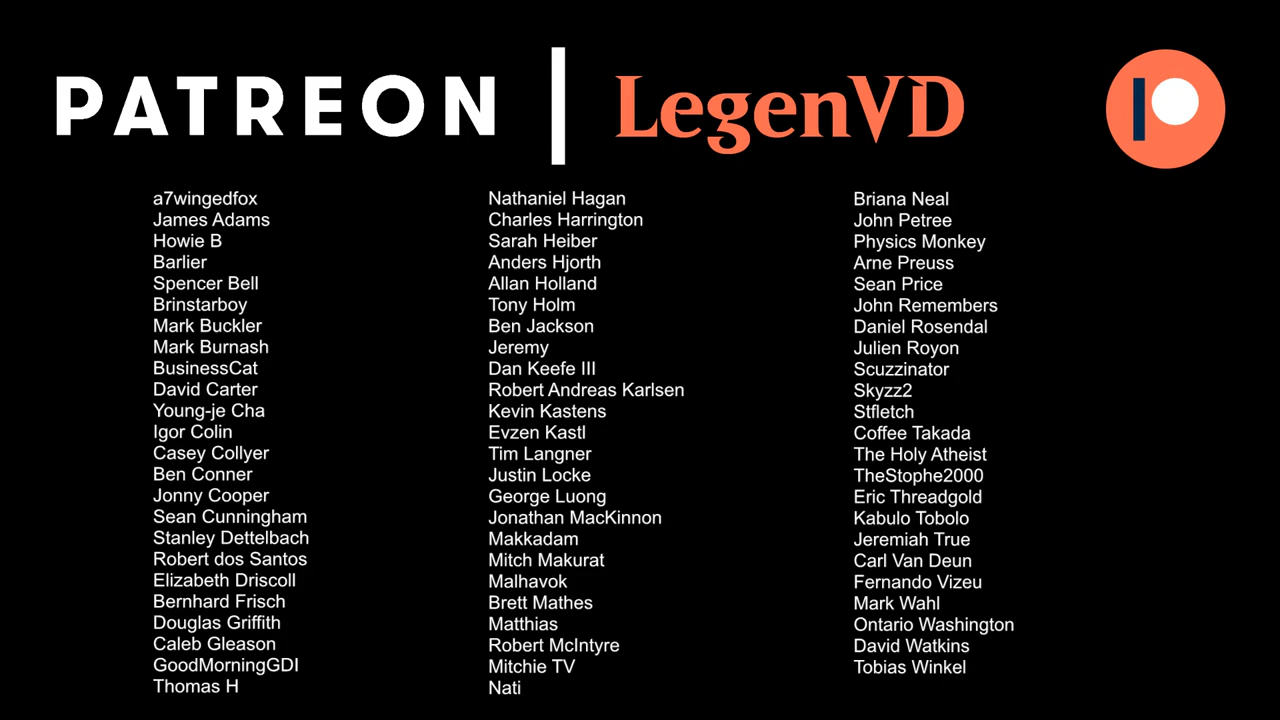 PATREON | LegenVD
a7wingedfox
James Adams
Howie B
Barlier
Spencer Bell
Brinstarboy
Mark Buckler
Mark Burnash
BusinessCat
David Carter
Young-je Cha
Igor Colin
Casey Collyer
Ben Conner
Jonny Cooper
Sean Cunningham
Stanley Dettelbach
Robert dos Santos
Elizabeth Driscoll
Bernhard Frisch
Douglas Griffith
Caleb Gleason
GoodMorningGDI
Thomas H
Nathaniel Hagan
Charles Harrington
Sarah Heiber
Anders Hjorth
Allan Holland
Tony Holm
Ben Jackson
Jeremy
Dan Keefe III
Robert Andreas Karlsen
Kevin Kastens
Evzen Kastl
Tim Langner
Justin Locke
George Luong
Jonathan MacKinnon
Makkadam
Mitch Makurat
Malhavok
Brett Mathes
Matthias
Robert McIntyre
Mitchie TV
Nati
Briana Neal
John Petree
Physics Monkey
Arne Preuss
Sean Price
John Remembers
Daniel Rosendal
Julien Royon
Scuzzinator
Skyzz2
Stfletch
Coffee Takada
The Holy Atheist
TheStophe2000
Eric Threadgold
Kabulo Tobolo
Jeremiah True
Carl Van Deun
Fernando Vizeu
Mark Wahl
Ontario Washington
David Watkins
Tobias Winkel